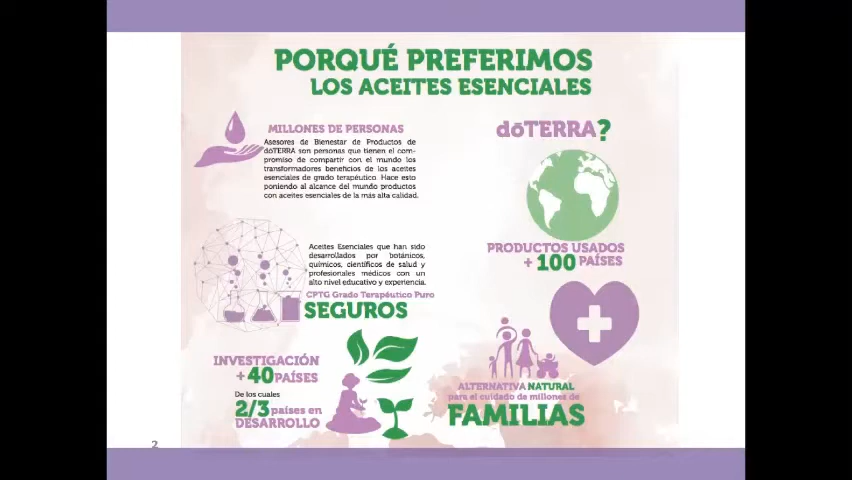 PORQUÉ PREFERIMOS
LOS ACEITES ESENCIALES
dōTERRA?
MILLONES DE PERSONAS
Asesores de Bienestar de Productos de
dōTERRA son personas que tienen el com-
promiso de compartir con el mundo los
transformadores beneficios de los aceites
esenciales de grado terapéutico. Hace esto
poniendo al alcance del mundo productos
con aceites esenciales de la más alta calidad.
PRODUCTOS USADOS
+ 100 PAÍSES
Aceites Esenciales que han sido
desarrollados por botánicos,
químicos, científicos de salud y
profesionales médicos con un
alto nivel educativo y experiencia.
CPTG Grado Terapéutico Puro
SEGUROS
INVESTIGACIÓN
+40 PAÍSES
De los cuales
2/3 países en
DESARROLLO
ALTERNATIVA NATURAL
para el cuidado de millones de
FAMILIAS
2